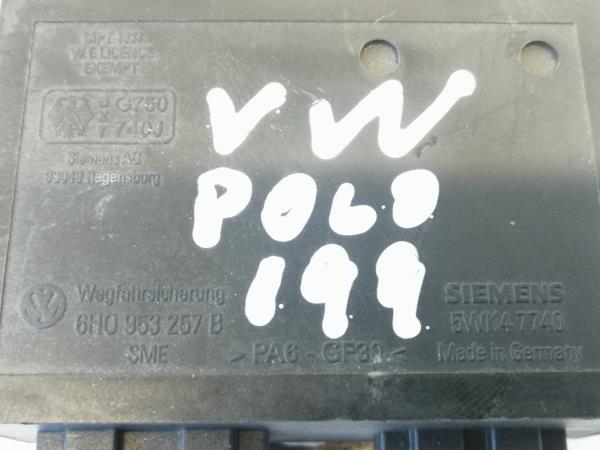 MPT 1337
W.T LICENCE
EXEMPT
G750
740J
Siemens AG
93049 Regensburg
VW
POLO
199
Wegfahrsicherung
6H0 953 257 B
SME
SIEMENS
5WK4 7740
> PA6 - GF30 <
Made in Germany